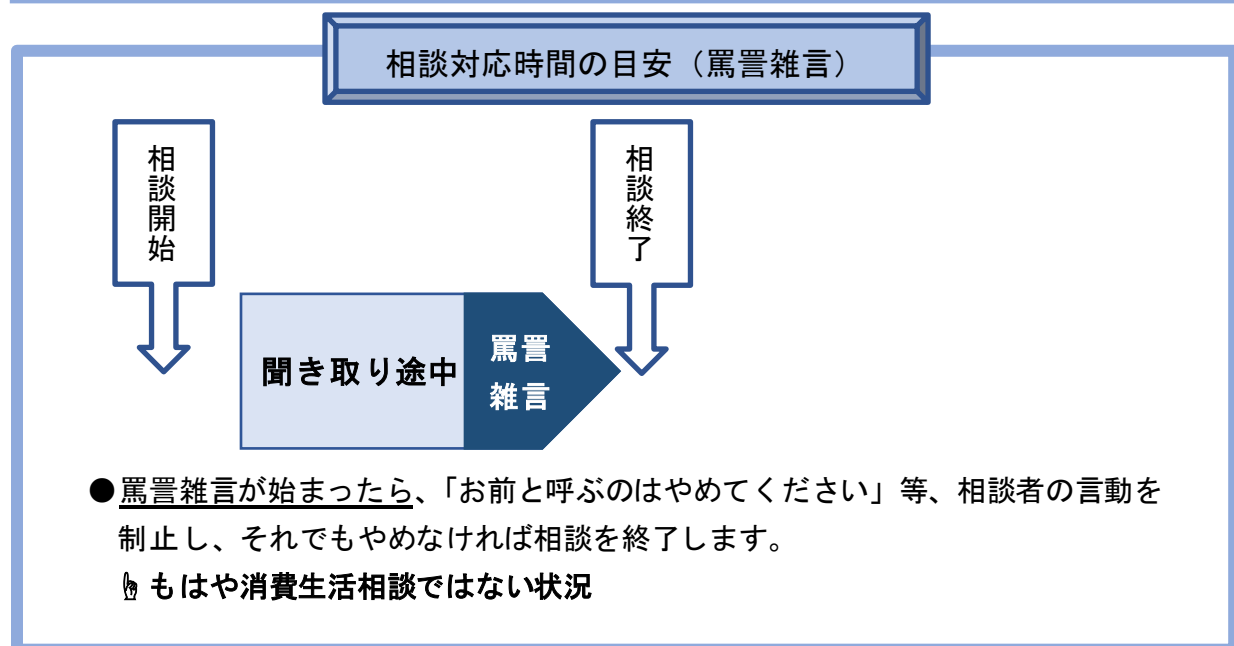 相談対応時間の目安（罵詈雑言）
相談開始
相談終了
聞き取り途中
罵詈
雑言
●罵詈雑言が始まったら、「お前と呼ぶのはやめてください」等、相談者の言動を
制止し、それでもやめなければ相談を終了します。
☝もはや消費生活相談ではない状況